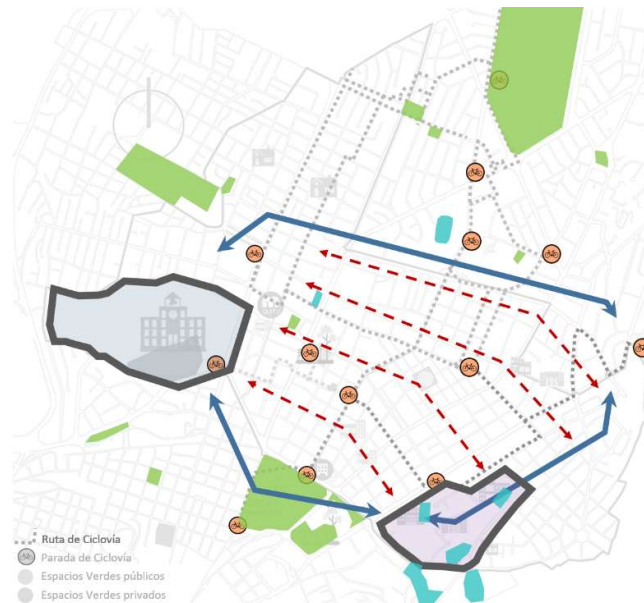 Ruta de Ciclovía
Parada de Ciclovía
Espacios Verdes públicos
Espacios Verdes privados